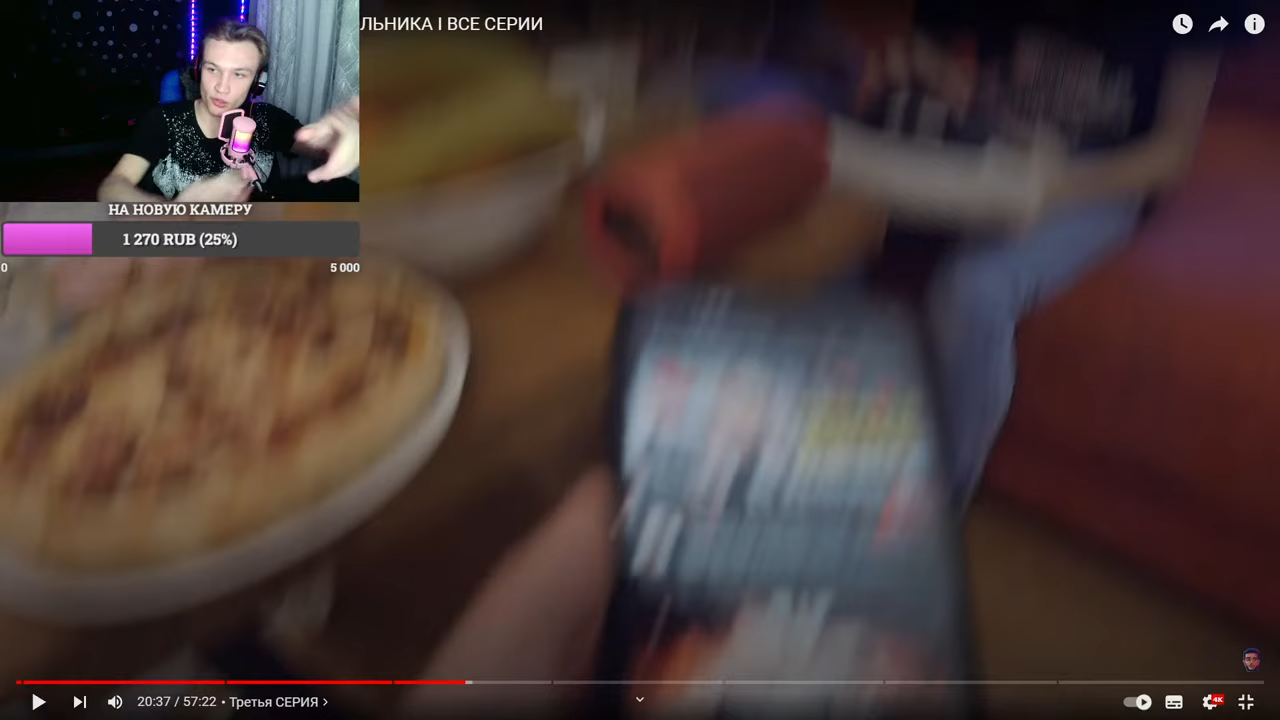 ЛЬНИКА I ВСЕ СЕРИИ
НА НОВУЮ КАМЕРУ
1 270 RUB (25%)
0 5 000
20:37 / 57:22 • Третья СЕРИЯ
4K